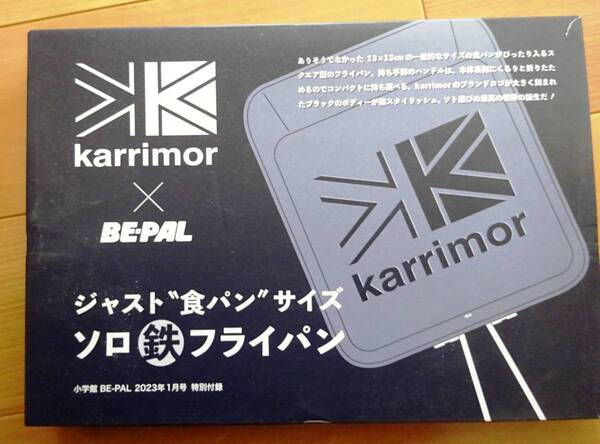 karrimor
×
BE-PAL
ありそうでなかった 13×13cmの一般的なサイズの食パンがぴったり入るス
クエア型のフライパン。持ち手部のハンドルは、本体裏側にくるりと折りたた
めるのでコンパクトに持ち運べる。karrimorのブランドロゴが大きく刻まれ
たブラックのボディーが超スタイリッシュ。ソト遊びの最高の相棒の誕生だ！
karrimor
ジャスト“食パン”サイズ
ソロ鉄フライパン
小学館 BE-PAL 2023年1月号 特別付録